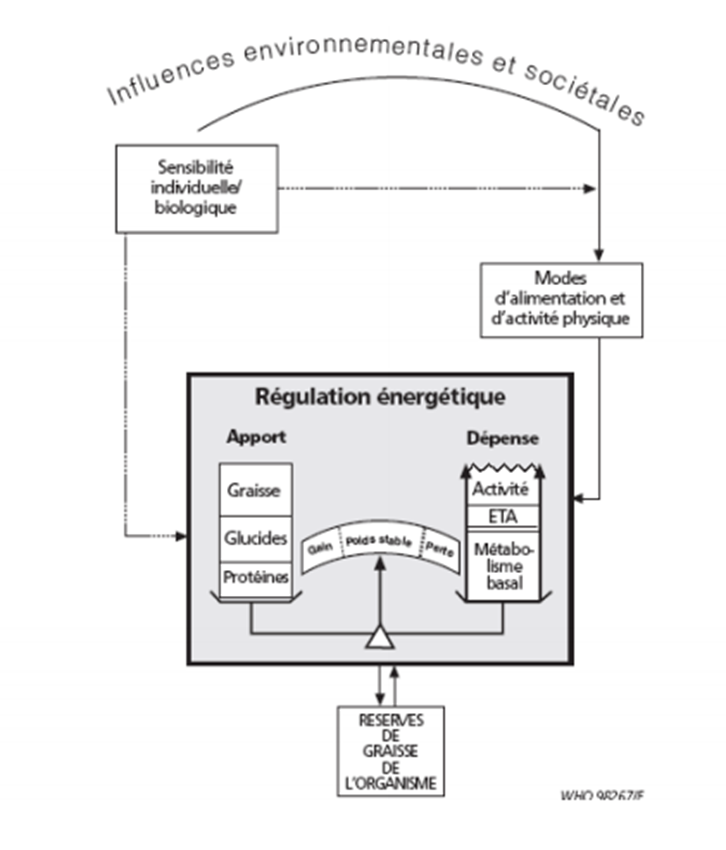 Influences environnementales et sociétales
Sensibilité
individuelle/
biologique
Modes
d'alimentation et
d'activité physique
Régulation énergétique
Apport
Dépense
Graisse
Glucides
Protéines
Gain
Poids stable
Perte
Activité
ETA
Métabo-
lisme
basal
RESERVES
DE
GRAISSE
DE
L'ORGANISME
WHO 98267/F